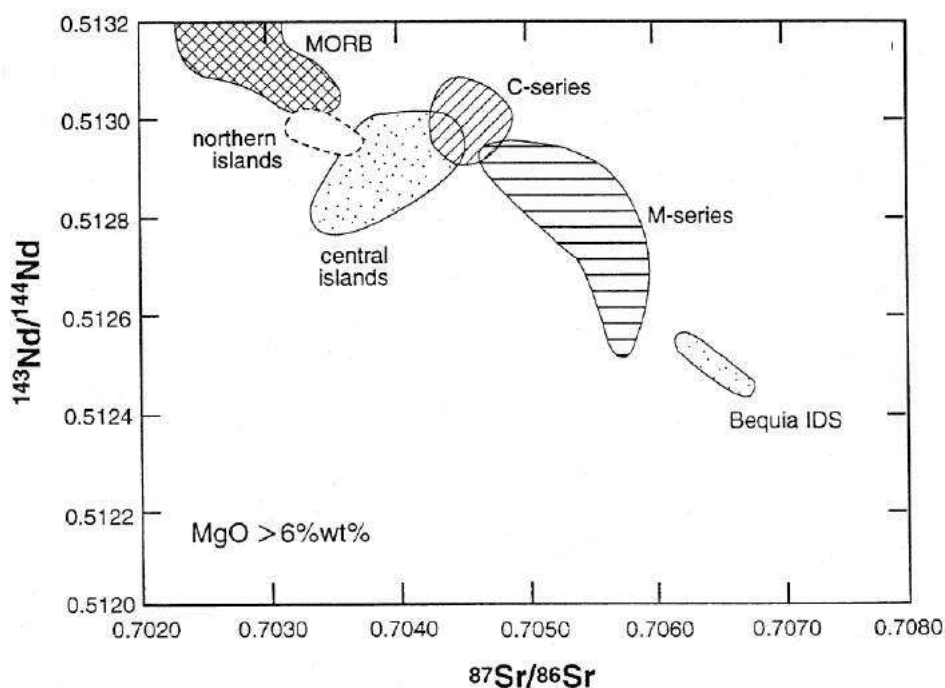 0.5132
0.5130
0.5128
0.5126
0.5124
0.5122
0.5120
143Nd/144Nd
MORB
C-series
northern
islands
M-series
central
islands
Bequia IDS
MgO > 6%wt%
0.7020
0.7030
0.7040
0.7050
0.7060
0.7070
0.7080
87Sr/86Sr